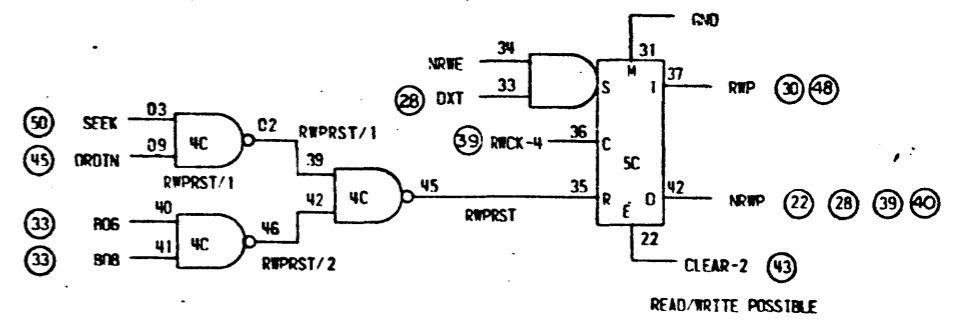 GND
31
M
34
NRWE
33
28 DXT
S
1
37
RWP 30 48
03
50 SEEK
4C
02
RWPRST/1
09
45 ORDIN
RWPRST/1
39 RWCK-4
36
C
5C
39
42
4C
45
RWPRST
35
R
0
42
NRWP 22 28 39 40
E
40
33 R06
4C
46
41
33 B08
RWPRST/2
22
CLEAR-2 43
READ/WRITE POSSIBLE